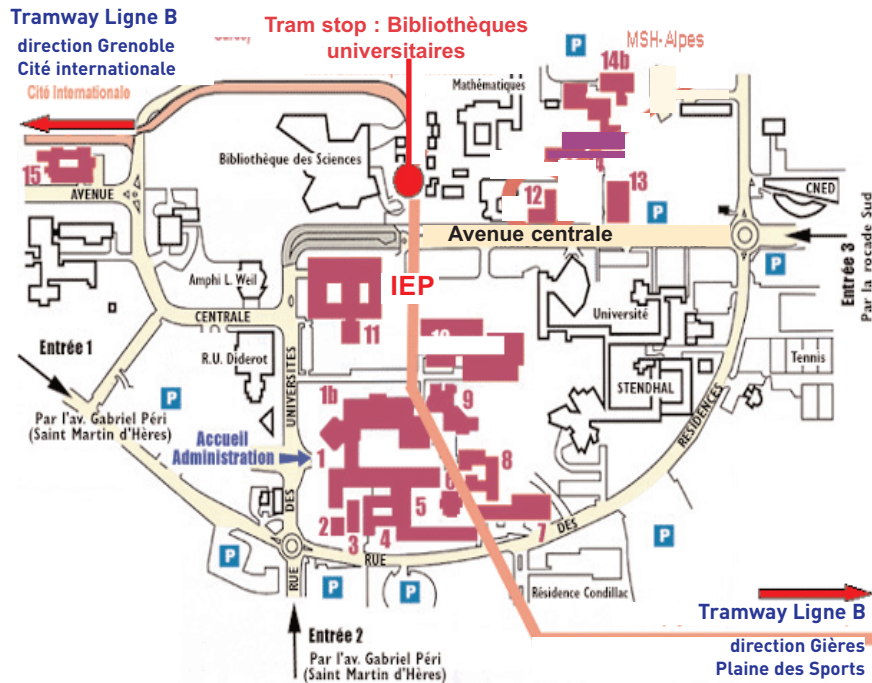 Tramway Ligne B
direction Grenoble
Cité internationale
Cité Internationale
Tram stop : Bibliothèques
universitaires
P
MSH-Alpes
14b
Mathématiques
Bibliothèque des Sciences
15
AVENUE
12
13
P
CNED
Avenue centrale
Entrée 3
Par la rocade Sud
P
Amphi L. Weil
IEP
CENTRALE
11
Université
Entrée 1
R.U. Diderot
UNIVERSITES
Tennis
STENDHAL
P
1b
9
RÉSIDENCES
Par l'av. Gabriel Péri
(Saint Martin d'Hères)
Accueil
Administration
1
8
DES
6
5
2
3
4
7
DES
P
P
RUE
RUE
P
P
Résidence Condillac
Tramway Ligne B
direction Gières
Plaine des Sports
Entrée 2
Par l'av. Gabriel Péri
(Saint Martin d'Hères)